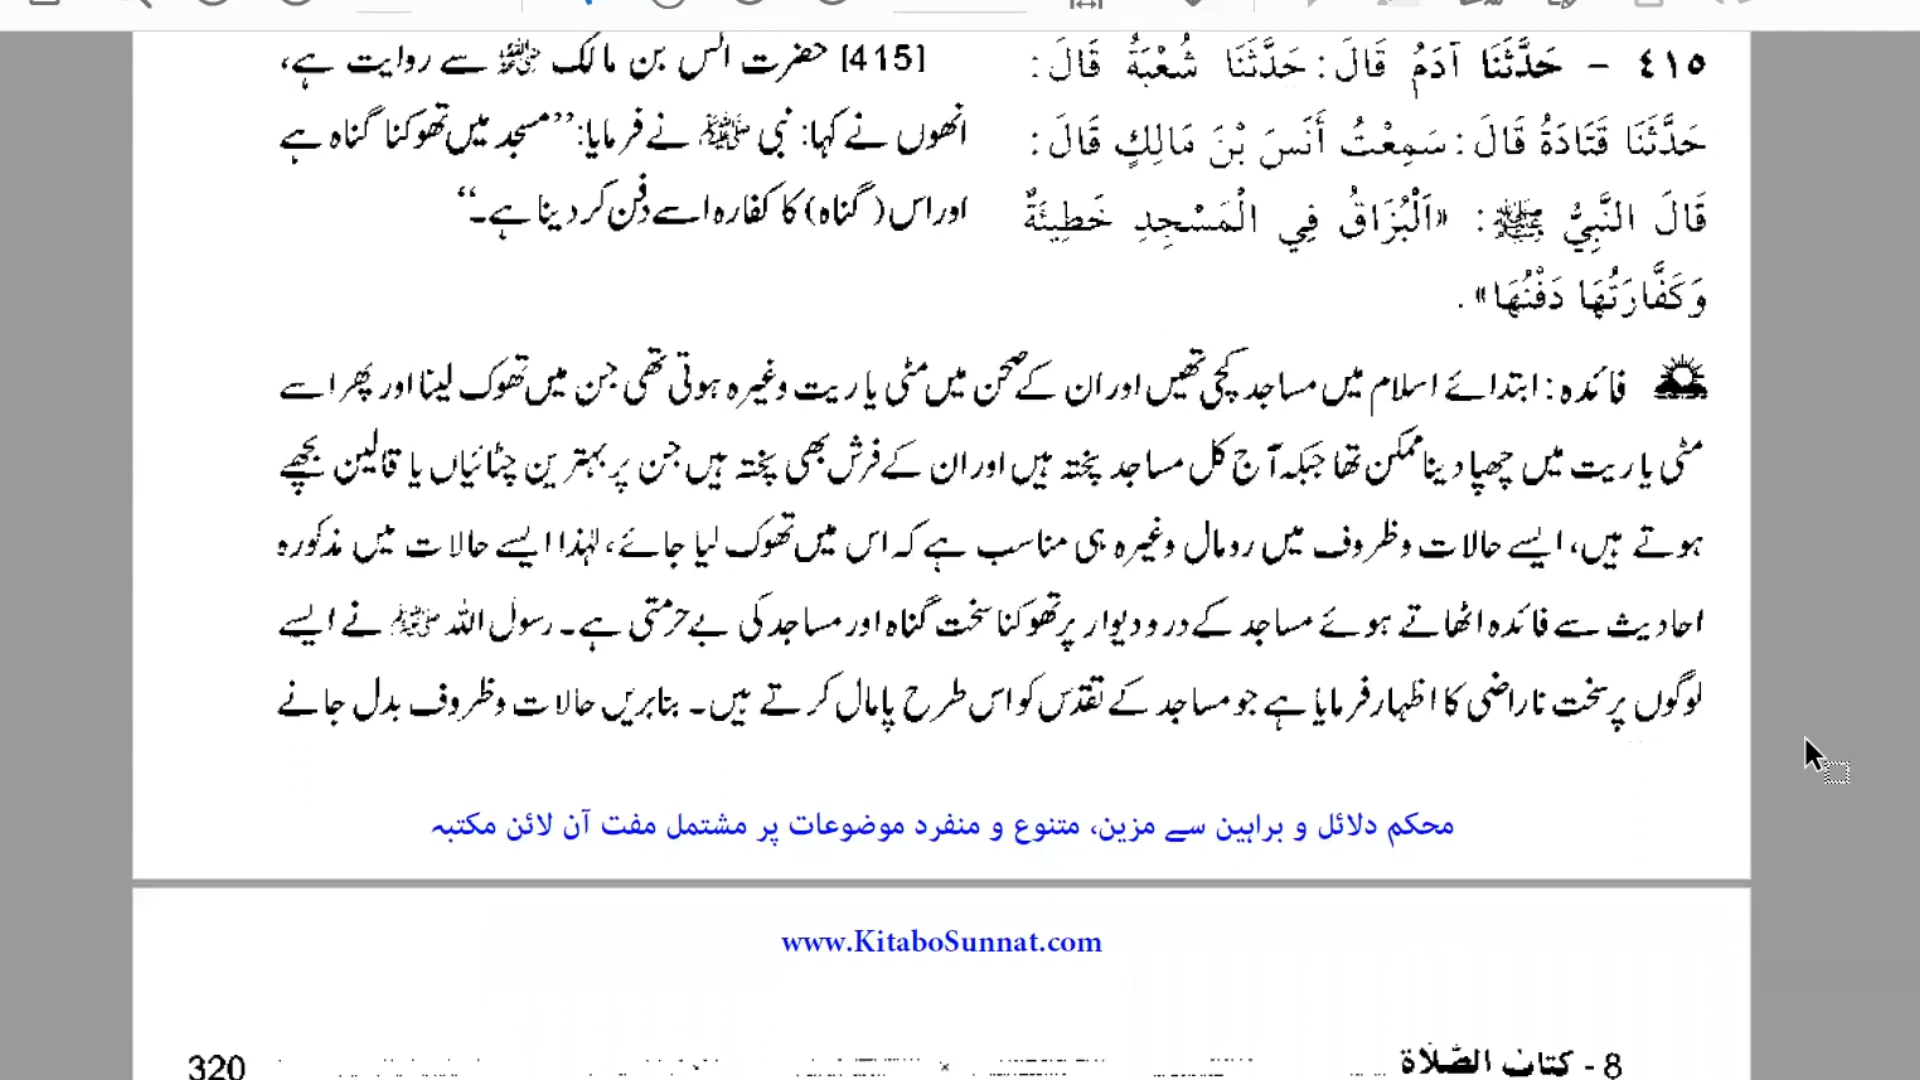 ٤١٥ - حَدَّثَنَا آدَمُ قَالَ: حَدَّثَنَا شُعْبَةُ قَالَ:
حَدَّثَنَا قَتَادَةُ قَالَ: سَمِعْتُ أَنَسَ بْنَ مَالِكٍ قَالَ:
قَالَ النَّبِيُّ ﷺ: «اَلْبُزَاقُ فِي الْمَسْجِدِ خَطِيئَةٌ
وَكَفَّارَتُهَا دَفْنُهَا».
[415] حضرت انس بن مالک رضی اللہ عنہ سے روایت ہے،
انھوں نے کہا: نبی ﷺ نے فرمایا: ’’مسجد میں تھوکنا گناہ ہے
اور اس (گناہ) کا کفارہ اسے دفن کر دینا ہے۔‘‘
فائدہ: ابتدائے اسلام میں مساجد کچی تھیں اور ان کے صحن میں مٹی یا ریت وغیرہ ہوتی تھی جن میں تھوک لینا اور پھر اسے
مٹی یا ریت میں چھپا دینا ممکن تھا جبکہ آج کل مساجد پختہ ہیں اور ان کے فرش بھی پختہ ہیں جن پر بہترین چٹائیاں یا قالین بچھے
ہوتے ہیں، ایسے حالات وظروف میں رومال وغیرہ ہی مناسب ہے کہ اس میں تھوک لیا جائے، لہٰذا ایسے حالات میں مذکورہ
احادیث سے فائدہ اٹھاتے ہوئے مساجد کے در و دیوار پر تھوکنا سخت گناہ اور مساجد کی بے حرمتی ہے۔ رسول اللہ ﷺ نے ایسے
لوگوں پر سخت ناراضی کا اظہار فرمایا ہے جو مساجد کے تقدس کو اس طرح پامال کرتے ہیں۔ بنابریں حالات وظروف بدل جانے
محکم دلائل و براہین سے مزین، متنوع و منفرد موضوعات پر مشتمل مفت آن لائن مکتبہ
www.KitaboSunnat.com
8 - كتاب الصَّلاة
320